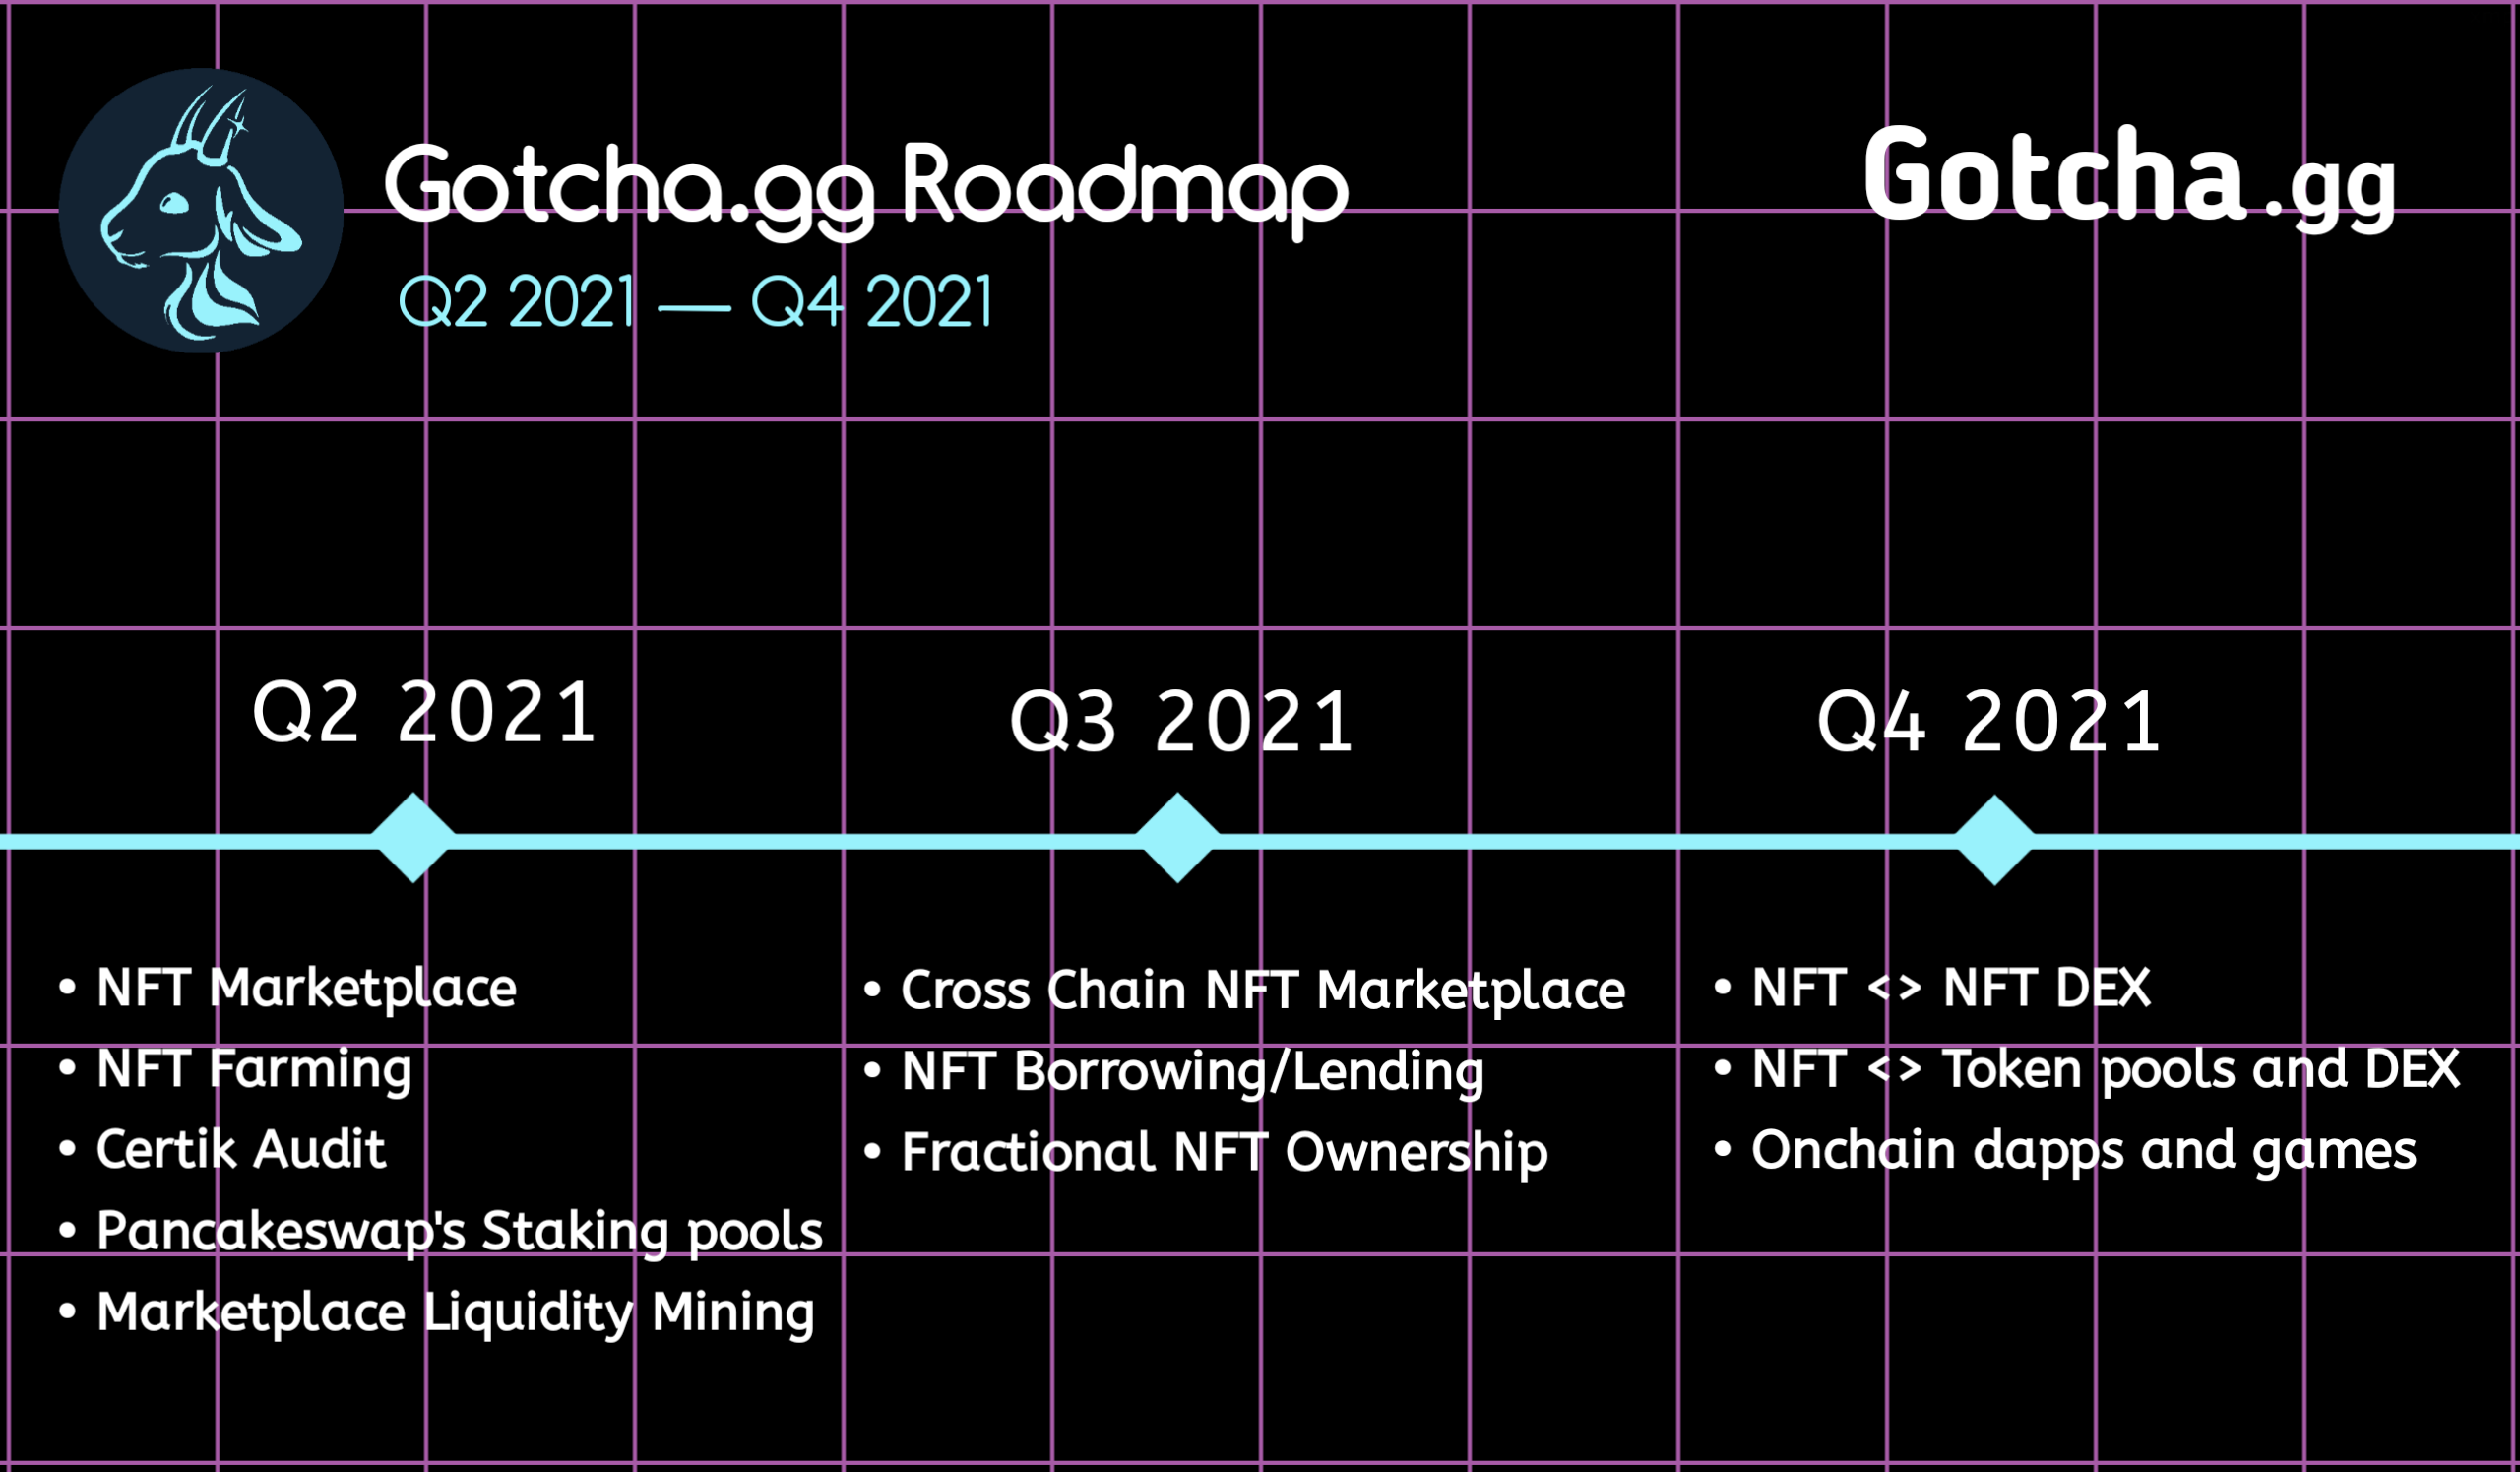 Gotcha.gg Roadmap
Gotcha.gg
Q2 2021 — Q4 2021
Q2 2021
Q3 2021
Q4 2021
• NFT Marketplace
• NFT Farming
• Certik Audit
• Pancakeswap's Staking pools
• Marketplace Liquidity Mining
• Cross Chain NFT Marketplace
• NFT Borrowing/Lending
• Fractional NFT Ownership
• NFT <> NFT DEX
• NFT <> Token pools and DEX
• Onchain dapps and games